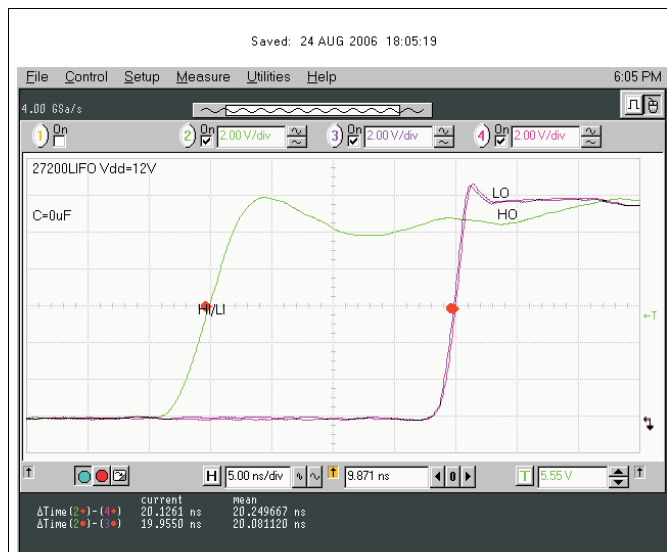 Saved: 24 AUG 2006 18:05:19
File Control Setup Measure Utilities Help 6:05 PM
4.00 GSa/s
1 On 2 On 2.00 V/div 3 On 2.00 V/div 4 On 2.00 V/div
27200LIFO Vdd=12V
LO
C=0uF
HO
HI/LI
←T
H 5.00 ns/div 9.871 ns 0 T 5.55 V
current mean
ΔTime(2●)-(4●) 20.1261 ns 20.249667 ns
ΔTime(2●)-(3●) 19.9550 ns 20.081120 ns